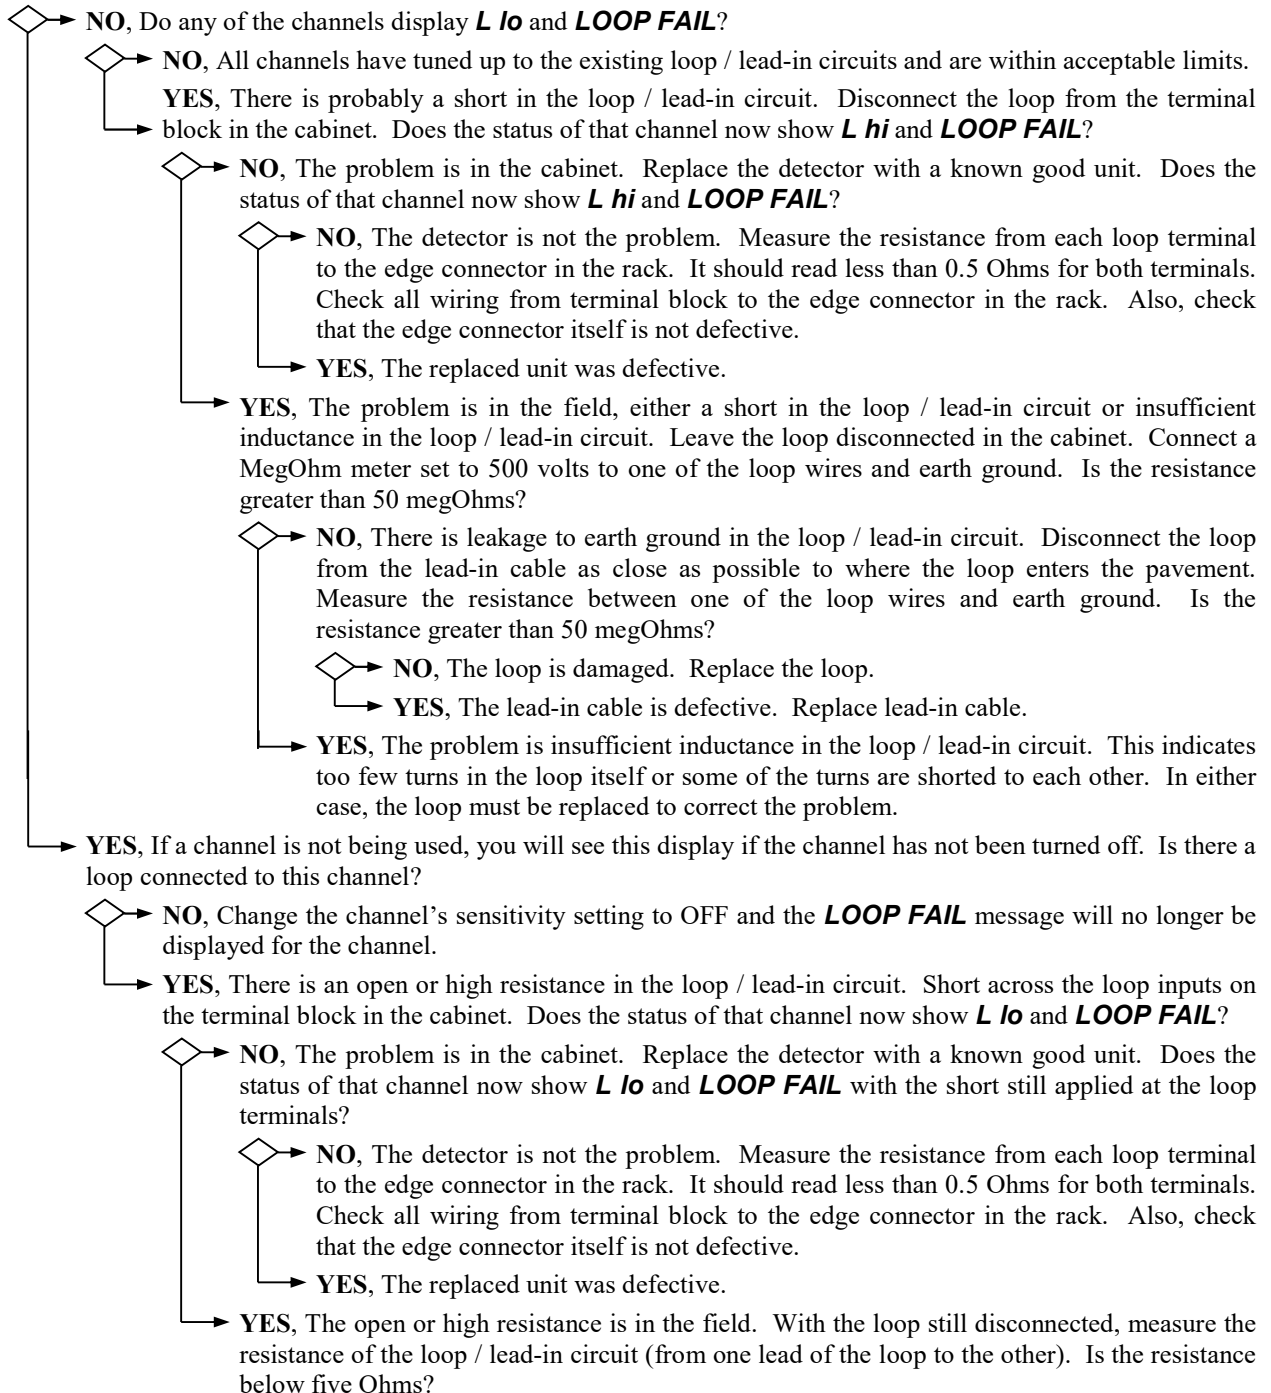 NO, Do any of the channels display L lo and LOOP FAIL?
NO, All channels have tuned up to the existing loop / lead-in circuits and are within acceptable limits.
YES, There is probably a short in the loop / lead-in circuit. Disconnect the loop from the terminal
block in the cabinet. Does the status of that channel now show L hi and LOOP FAIL?
NO, The problem is in the cabinet. Replace the detector with a known good unit. Does the
status of that channel now show L hi and LOOP FAIL?
NO, The detector is not the problem. Measure the resistance from each loop terminal
to the edge connector in the rack. It should read less than 0.5 Ohms for both terminals.
Check all wiring from terminal block to the edge connector in the rack. Also, check
that the edge connector itself is not defective.
YES, The replaced unit was defective.
YES, The problem is in the field, either a short in the loop / lead-in circuit or insufficient
inductance in the loop / lead-in circuit. Leave the loop disconnected in the cabinet. Connect a
MegOhm meter set to 500 volts to one of the loop wires and earth ground. Is the resistance
greater than 50 megOhms?
NO, There is leakage to earth ground in the loop / lead-in circuit. Disconnect the loop
from the lead-in cable as close as possible to where the loop enters the pavement.
Measure the resistance between one of the loop wires and earth ground. Is the
resistance greater than 50 megOhms?
NO, The loop is damaged. Replace the loop.
YES, The lead-in cable is defective. Replace lead-in cable.
YES, The problem is insufficient inductance in the loop / lead-in circuit. This indicates
too few turns in the loop itself or some of the turns are shorted to each other. In either
case, the loop must be replaced to correct the problem.
YES, If a channel is not being used, you will see this display if the channel has not been turned off. Is there a
loop connected to this channel?
NO, Change the channel’s sensitivity setting to OFF and the LOOP FAIL message will no longer be
displayed for the channel.
YES, There is an open or high resistance in the loop / lead-in circuit. Short across the loop inputs on
the terminal block in the cabinet. Does the status of that channel now show L lo and LOOP FAIL?
NO, The problem is in the cabinet. Replace the detector with a known good unit. Does the
status of that channel now show L lo and LOOP FAIL with the short still applied at the loop
terminals?
NO, The detector is not the problem. Measure the resistance from each loop terminal
to the edge connector in the rack. It should read less than 0.5 Ohms for both terminals.
Check all wiring from terminal block to the edge connector in the rack. Also, check
that the edge connector itself is not defective.
YES, The replaced unit was defective.
YES, The open or high resistance is in the field. With the loop still disconnected, measure the
resistance of the loop / lead-in circuit (from one lead of the loop to the other). Is the resistance
below five Ohms?